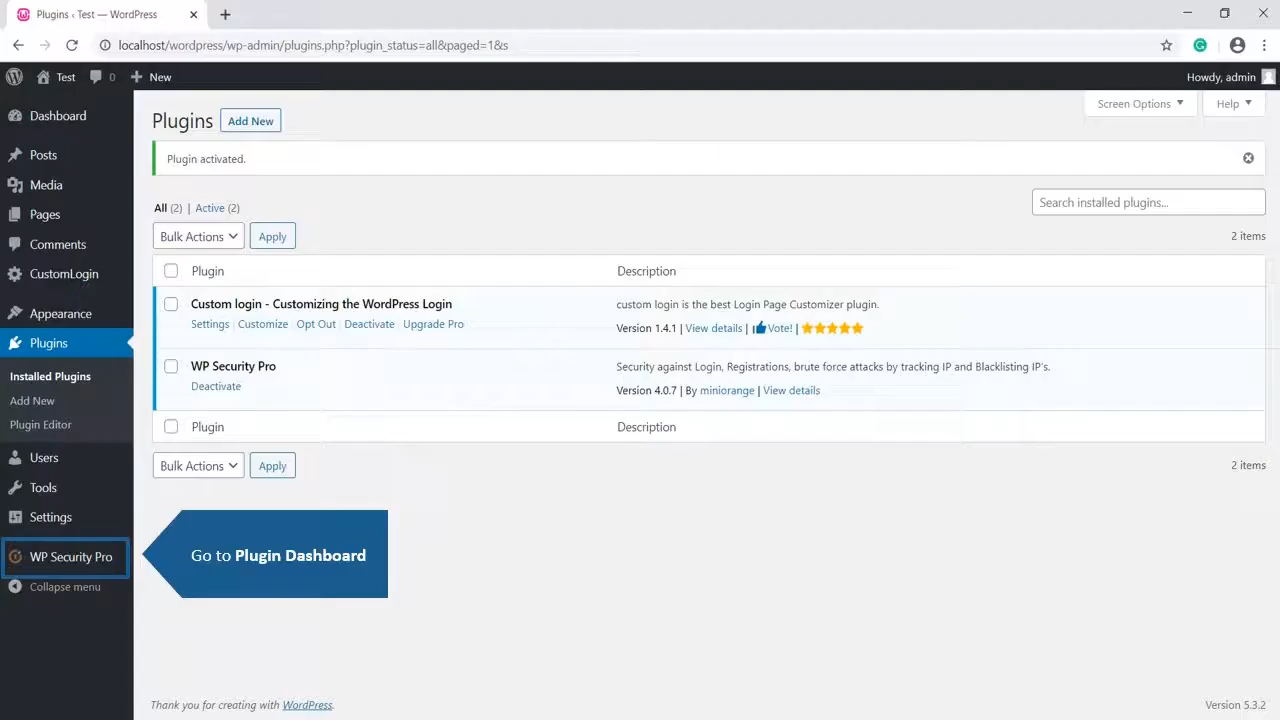 Plugins ‹ Test — WordPress
localhost/wordpress/wp-admin/plugins.php?plugin_status=all&paged=1&s
Test 0 New Howdy, admin
Dashboard
Posts
Media
Pages
Comments
CustomLogin
Appearance
Plugins
Installed Plugins
Add New
Plugin Editor
Users
Tools
Settings
WP Security Pro
Collapse menu
Screen Options Help
Plugins Add New
Plugin activated.
All (2) | Active (2)
Search installed plugins...
Bulk Actions Apply 2 items
Plugin Description
Custom login - Customizing the WordPress Login custom login is the best Login Page Customizer plugin.
Settings | Customize Opt Out | Deactivate Upgrade Pro Version 1.4.1 | View details | Vote! |
WP Security Pro Security against Login, Registrations, brute force attacks by tracking IP and Blacklisting IP's.
Deactivate Version 4.0.7 | By miniorange | View details
Plugin Description
Bulk Actions Apply 2 items
Go to Plugin Dashboard
Thank you for creating with WordPress. Version 5.3.2